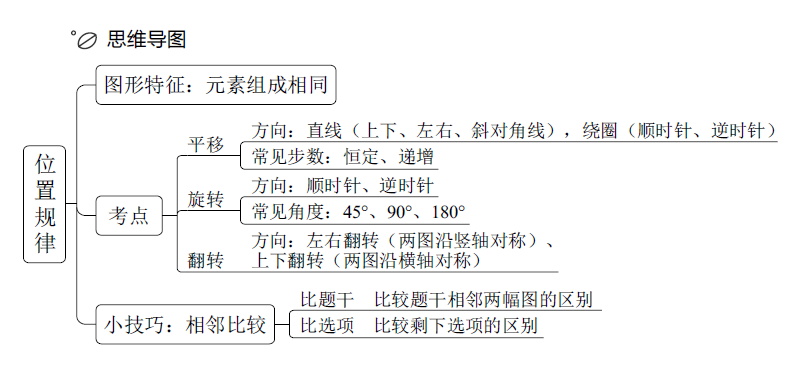 思维导图
位置规律
图形特征：元素组成相同
考点
平移
方向：直线（上下、左右、斜对角线），绕圈（顺时针、逆时针）
常见步数：恒定、递增
旋转
方向：顺时针、逆时针
常见角度：45°、90°、180°
翻转
方向：左右翻转（两图沿竖轴对称）、
上下翻转（两图沿横轴对称）
小技巧：相邻比较
比题干　比较题干相邻两幅图的区别
比选项　比较剩下选项的区别